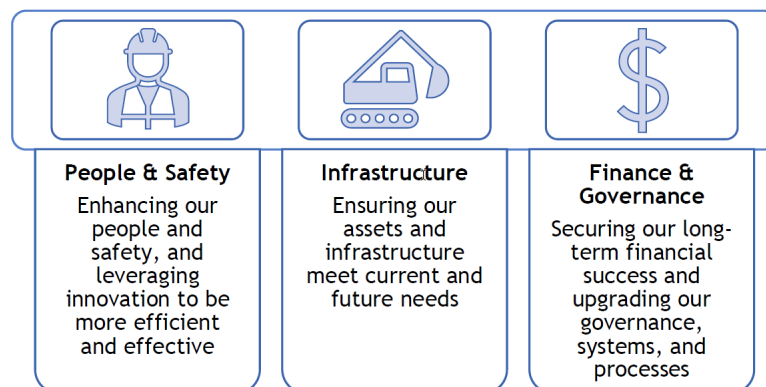 People & Safety
Enhancing our
people and
safety, and
leveraging
innovation to be
more efficient
and effective
Infrastructure
Ensuring our
assets and
infrastructure
meet current and
future needs
Finance &
Governance
Securing our long-
term financial
success and
upgrading our
governance,
systems, and
processes